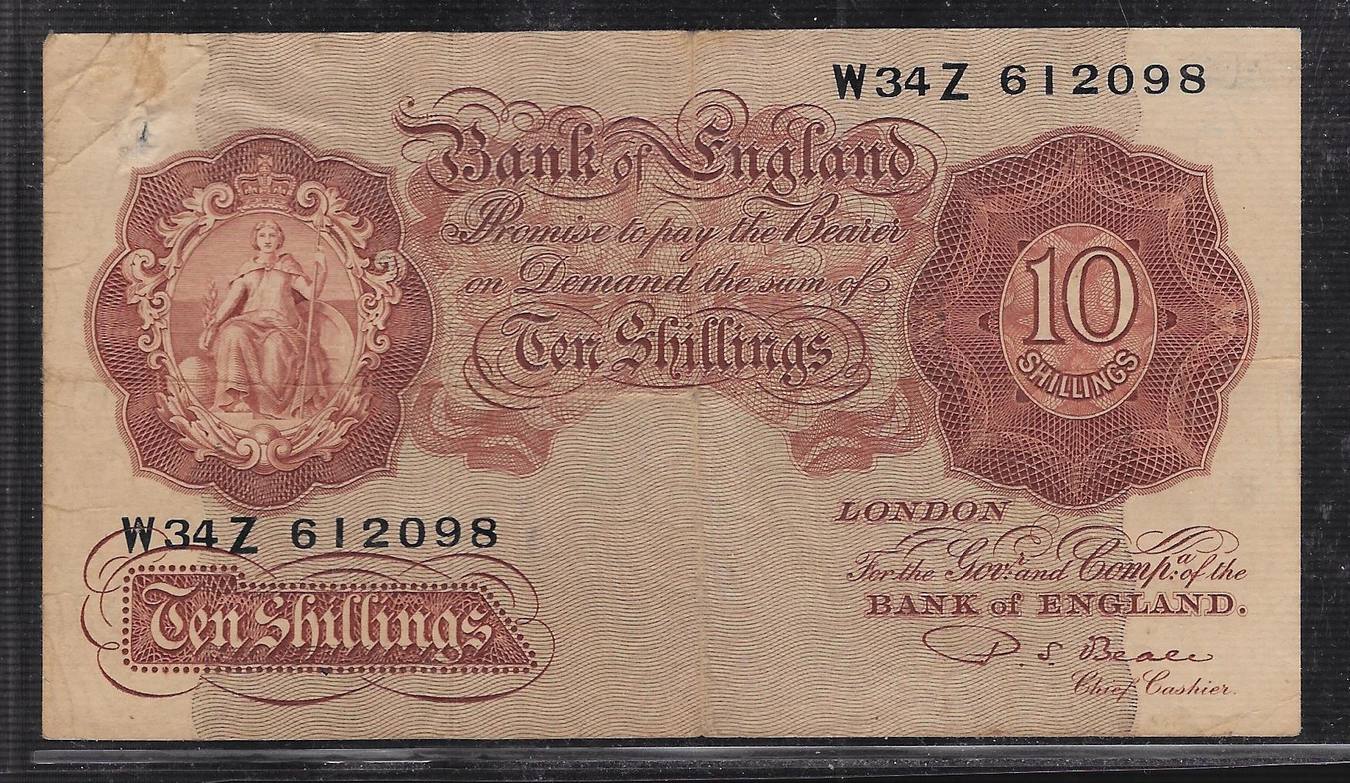 W34Z 612098
Bank of England
Promise to pay the Bearer
on Demand the sum of
Ten Shillings
10
SHILLINGS
W34Z 612098
Ten Shillings
LONDON
For the Govr. and Compa. of the
BANK of ENGLAND.
P. S. Beale
Chief Cashier.